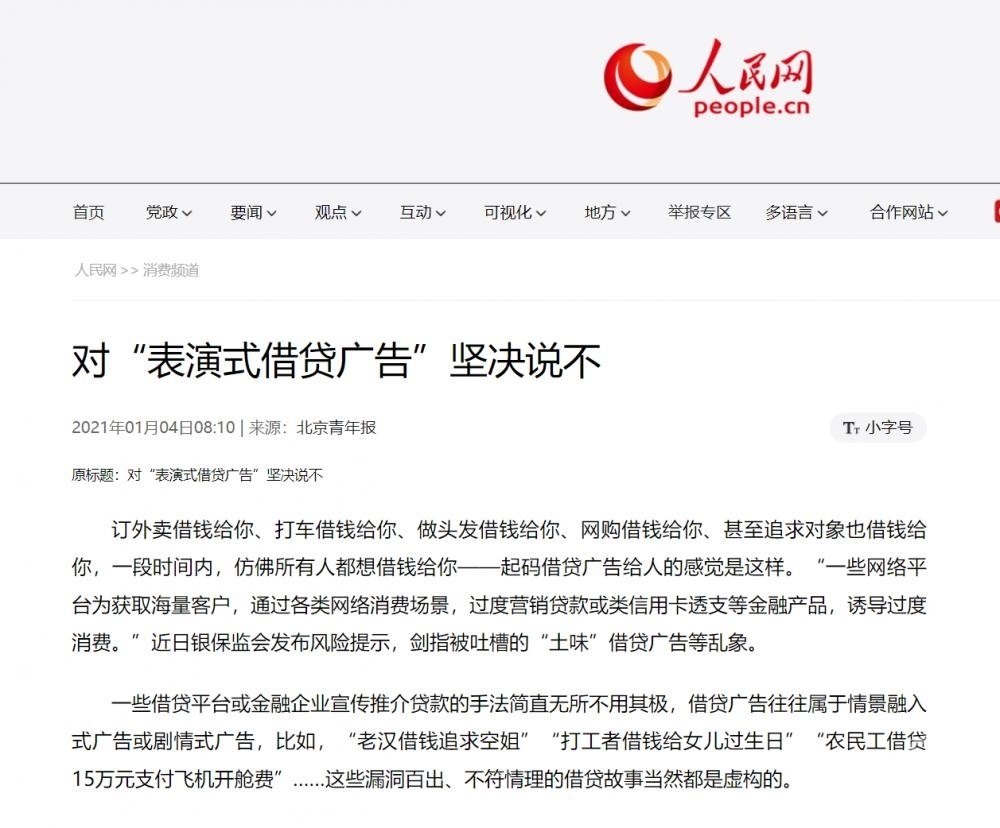 人民网
people.cn
首页 党政 要闻 观点 互动 可视化 地方 举报专区 多语言 合作网站
人民网 >> 消费频道
对“表演式借贷广告”坚决说不
2021年01月04日08:10 | 来源：北京青年报
TT 小字号
原标题：对“表演式借贷广告”坚决说不
订外卖借钱给你、打车借钱给你、做头发借钱给你、网购借钱给你、甚至追求对象也借钱给
你，一段时间内，仿佛所有人都想借钱给你——起码借贷广告给人的感觉是这样。“一些网络平
台为获取海量客户，通过各类网络消费场景，过度营销贷款或类信用卡透支等金融产品，诱导过度
消费。”近日银保监会发布风险提示，剑指被吐槽的“土味”借贷广告等乱象。
一些借贷平台或金融企业宣传推介贷款的手法简直无所不用其极，借贷广告往往属于情景融入
式广告或剧情式广告，比如，“老汉借钱追求空姐”“打工者借钱给女儿过生日”“农民工借贷
15万元支付飞机开舱费”……这些漏洞百出、不符情理的借贷故事当然都是虚构的。